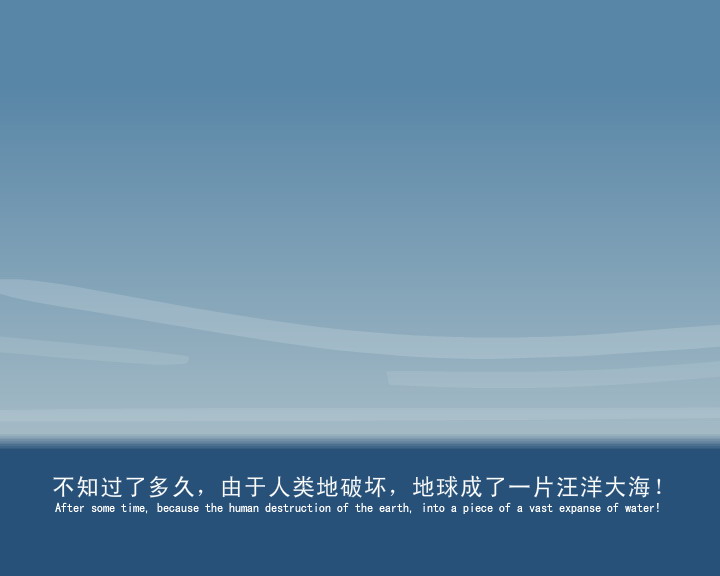 不知过了多久，由于人类地破坏，地球成了一片汪洋大海！
After some time, because the human destruction of the earth, into a piece of a vast expanse of water!